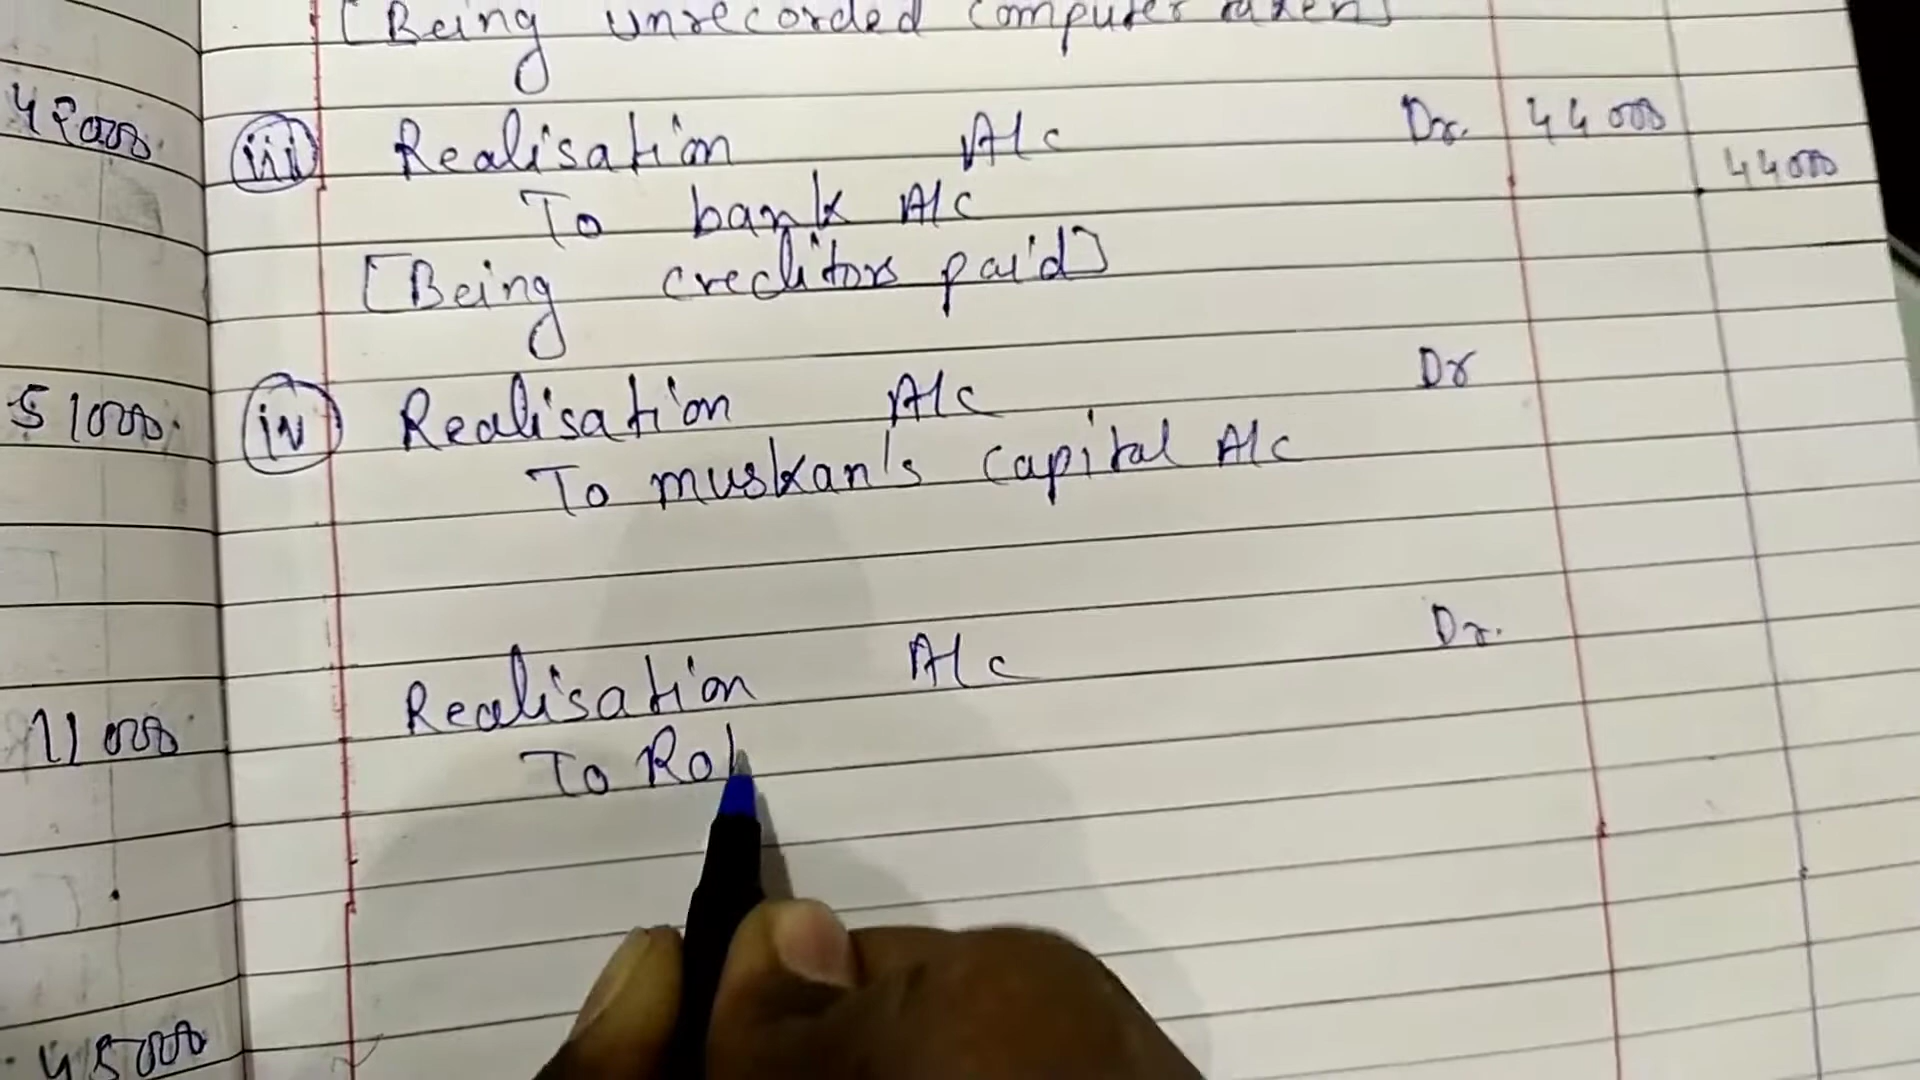 [Being unrecorded computer taken]
42000
(iii) Realisation A/c Dr. 44000
To bank A/c 44000
[Being creditors paid]
51000
(iv) Realisation A/c Dr
To muskan's capital A/c
11000
Realisation A/c Dr.
To Rol
45000